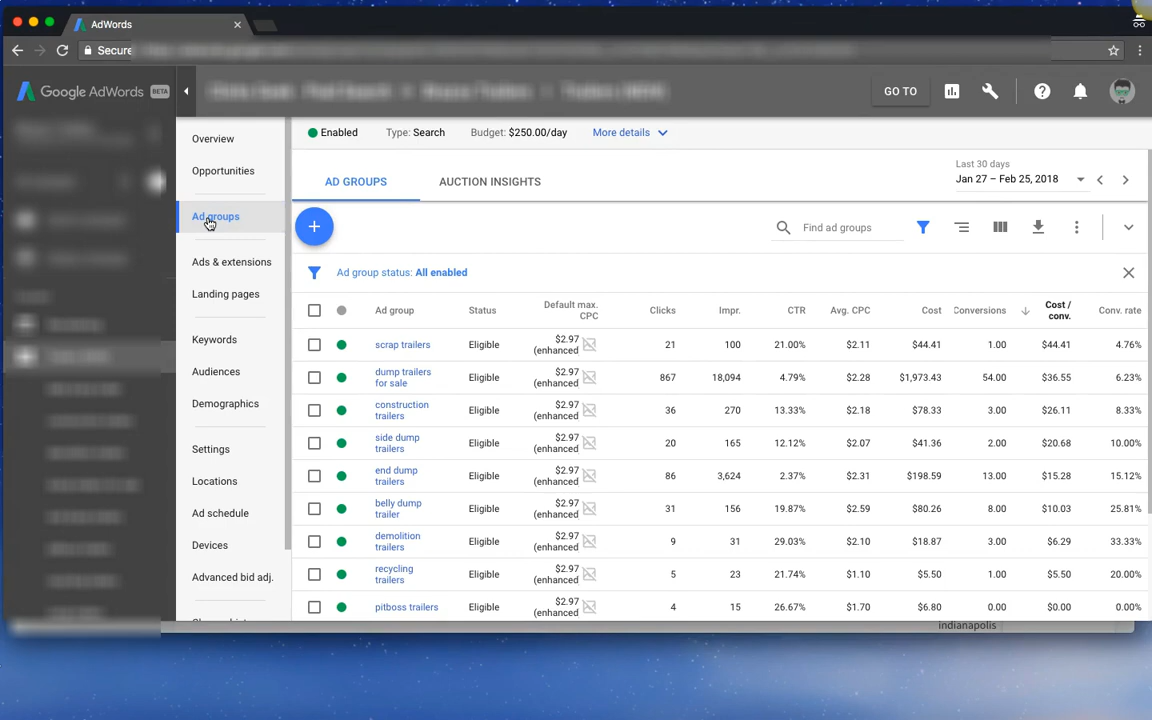 AdWords
Secure
Google AdWords BETA
GO TO
Overview
Opportunities
Ad groups
Ads & extensions
Landing pages
Keywords
Audiences
Demographics
Settings
Locations
Ad schedule
Devices
Advanced bid adj.
Enabled Type: Search Budget: $250.00/day More details
AD GROUPS AUCTION INSIGHTS
Last 30 days
Jan 27 – Feb 25, 2018
Find ad groups
Ad group status: All enabled
Ad group Status Default max. CPC Clicks Impr. CTR Avg. CPC Cost Conversions Cost / conv. Conv. rate
scrap trailers Eligible $2.97 (enhanced 21 100 21.00% $2.11 $44.41 1.00 $44.41 4.76%
dump trailers for sale Eligible $2.97 (enhanced 867 18,094 4.79% $2.28 $1,973.43 54.00 $36.55 6.23%
construction trailers Eligible $2.97 (enhanced 36 270 13.33% $2.18 $78.33 3.00 $26.11 8.33%
side dump trailers Eligible $2.97 (enhanced 20 165 12.12% $2.07 $41.36 2.00 $20.68 10.00%
end dump trailers Eligible $2.97 (enhanced 86 3,624 2.37% $2.31 $198.59 13.00 $15.28 15.12%
belly dump trailer Eligible $2.97 (enhanced 31 156 19.87% $2.59 $80.26 8.00 $10.03 25.81%
demolition trailers Eligible $2.97 (enhanced 9 31 29.03% $2.10 $18.87 3.00 $6.29 33.33%
recycling trailers Eligible $2.97 (enhanced 5 23 21.74% $1.10 $5.50 1.00 $5.50 20.00%
pitboss trailers Eligible $2.97 (enhanced 4 15 26.67% $1.70 $6.80 0.00 $0.00 0.00%
indianapolis